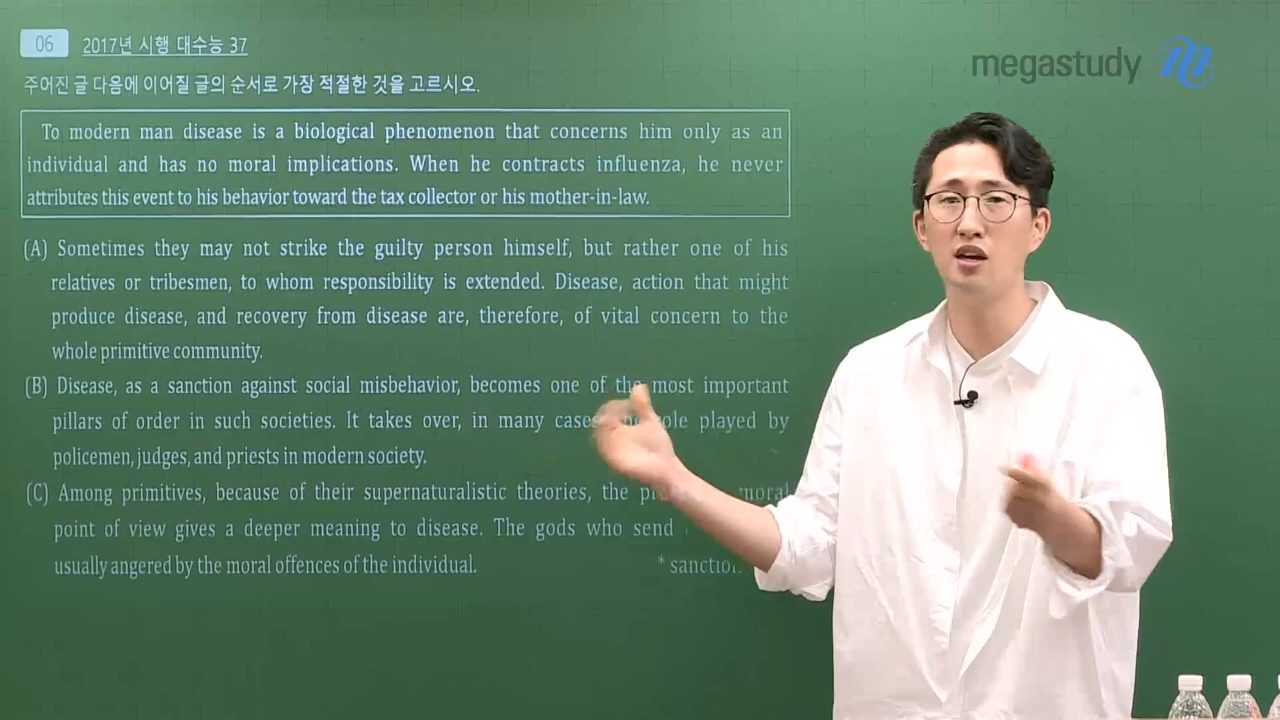 06 2017년 시행 대수능 37
megastudy
주어진 글 다음에 이어질 글의 순서로 가장 적절한 것을 고르시오.
To modern man disease is a biological phenomenon that concerns him only as an
individual and has no moral implications. When he contracts influenza, he never
attributes this event to his behavior toward the tax collector or his mother-in-law.
(A) Sometimes they may not strike the guilty person himself, but rather one of his
relatives or tribesmen, to whom responsibility is extended. Disease, action that might
produce disease, and recovery from disease are, therefore, of vital concern to the
whole primitive community.
(B) Disease, as a sanction against social misbehavior, becomes one of the most important
pillars of order in such societies. It takes over, in many cases, the role played by
policemen, judges, and priests in modern society.
(C) Among primitives, because of their supernaturalistic theories, the moral
point of view gives a deeper meaning to disease. The gods who send
usually angered by the moral offences of the individual.
* sanction